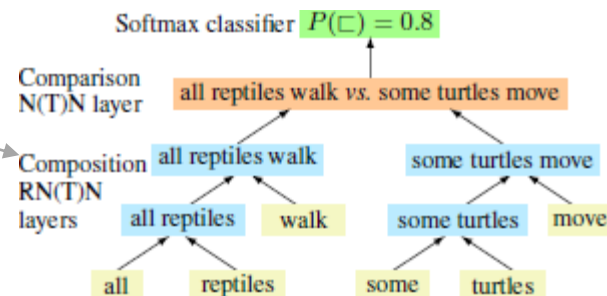 Softmax classifier P(⊏) = 0.8
Comparison
N(T)N layer
all reptiles walk vs. some turtles move
Composition
RN(T)N
layers
all reptiles walk
some turtles move
all reptiles
walk
some turtles
move
all
reptiles
some
turtles